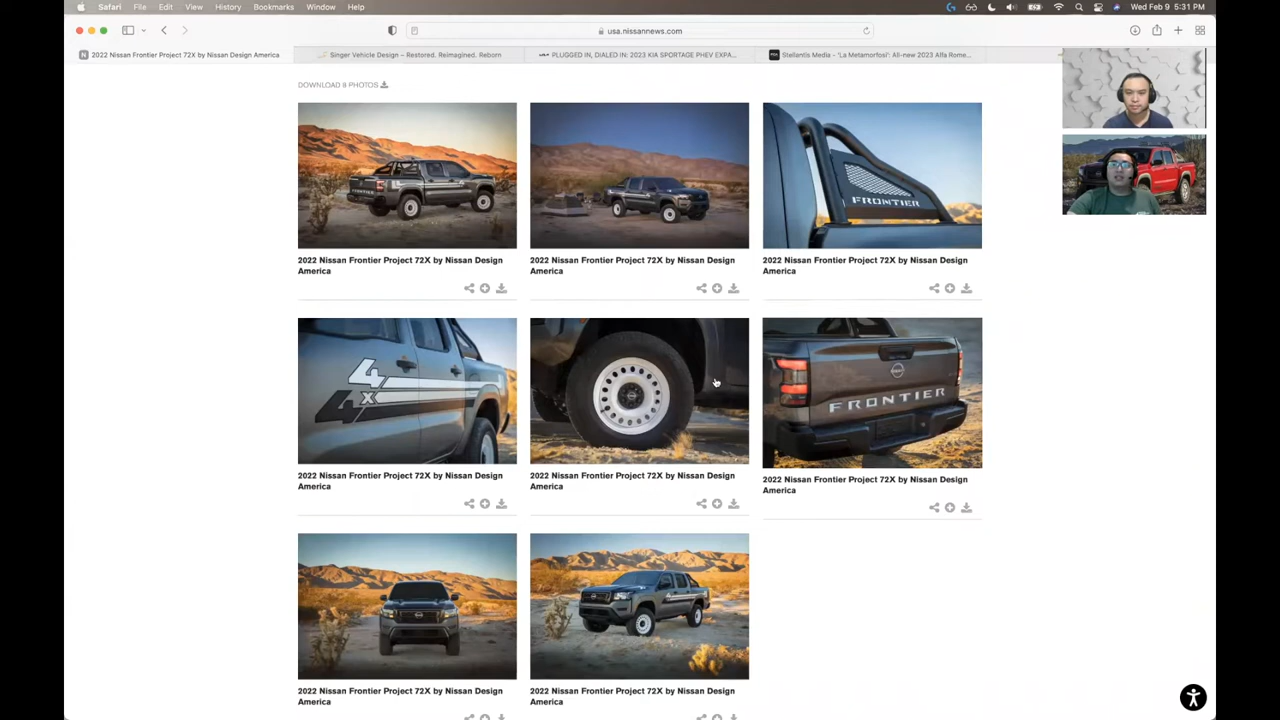 Safari File Edit View History Bookmarks Window Help Wed Feb 9 5:31 PM
usa.nissannews.com
2022 Nissan Frontier Project 72X by Nissan Design America
Singer Vehicle Design – Restored. Reimagined. Reborn
PLUGGED IN, DIALED IN: 2023 KIA SPORTAGE PHEV EXPA...
Stellantis Media - 'La Metamorfosi': All-new 2023 Alfa Rome...
DOWNLOAD 8 PHOTOS
FRONTIER
FRONTIER
2022 Nissan Frontier Project 72X by Nissan Design
America
2022 Nissan Frontier Project 72X by Nissan Design
America
2022 Nissan Frontier Project 72X by Nissan Design
America
4
x
4
NISSAN
FRONTIER
2022 Nissan Frontier Project 72X by Nissan Design
America
2022 Nissan Frontier Project 72X by Nissan Design
America
2022 Nissan Frontier Project 72X by Nissan Design
America
2022 Nissan Frontier Project 72X by Nissan Design
America
2022 Nissan Frontier Project 72X by Nissan Design
America